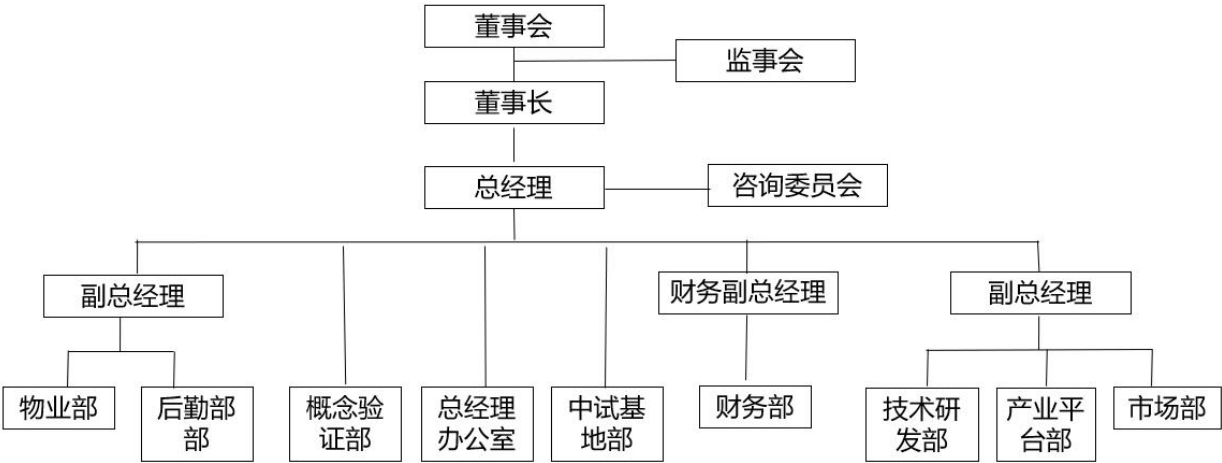 董事会
监事会
董事长
总经理
咨询委员会
副总经理
财务副总经理
副总经理
物业部
后勤部
部
概念验
证部
总经理
办公室
中试基
地部
财务部
技术研
发部
产业平
台部
市场部